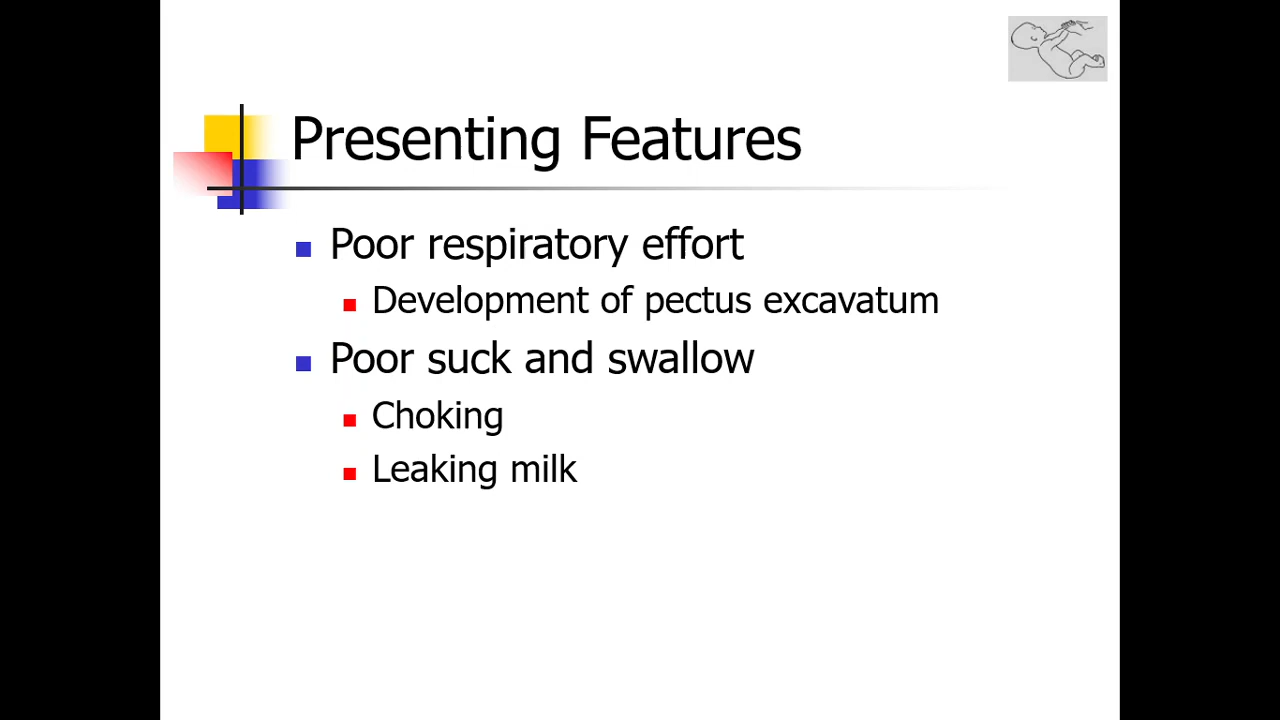 Presenting Features
Poor respiratory effort
Development of pectus excavatum
Poor suck and swallow
Choking
Leaking milk